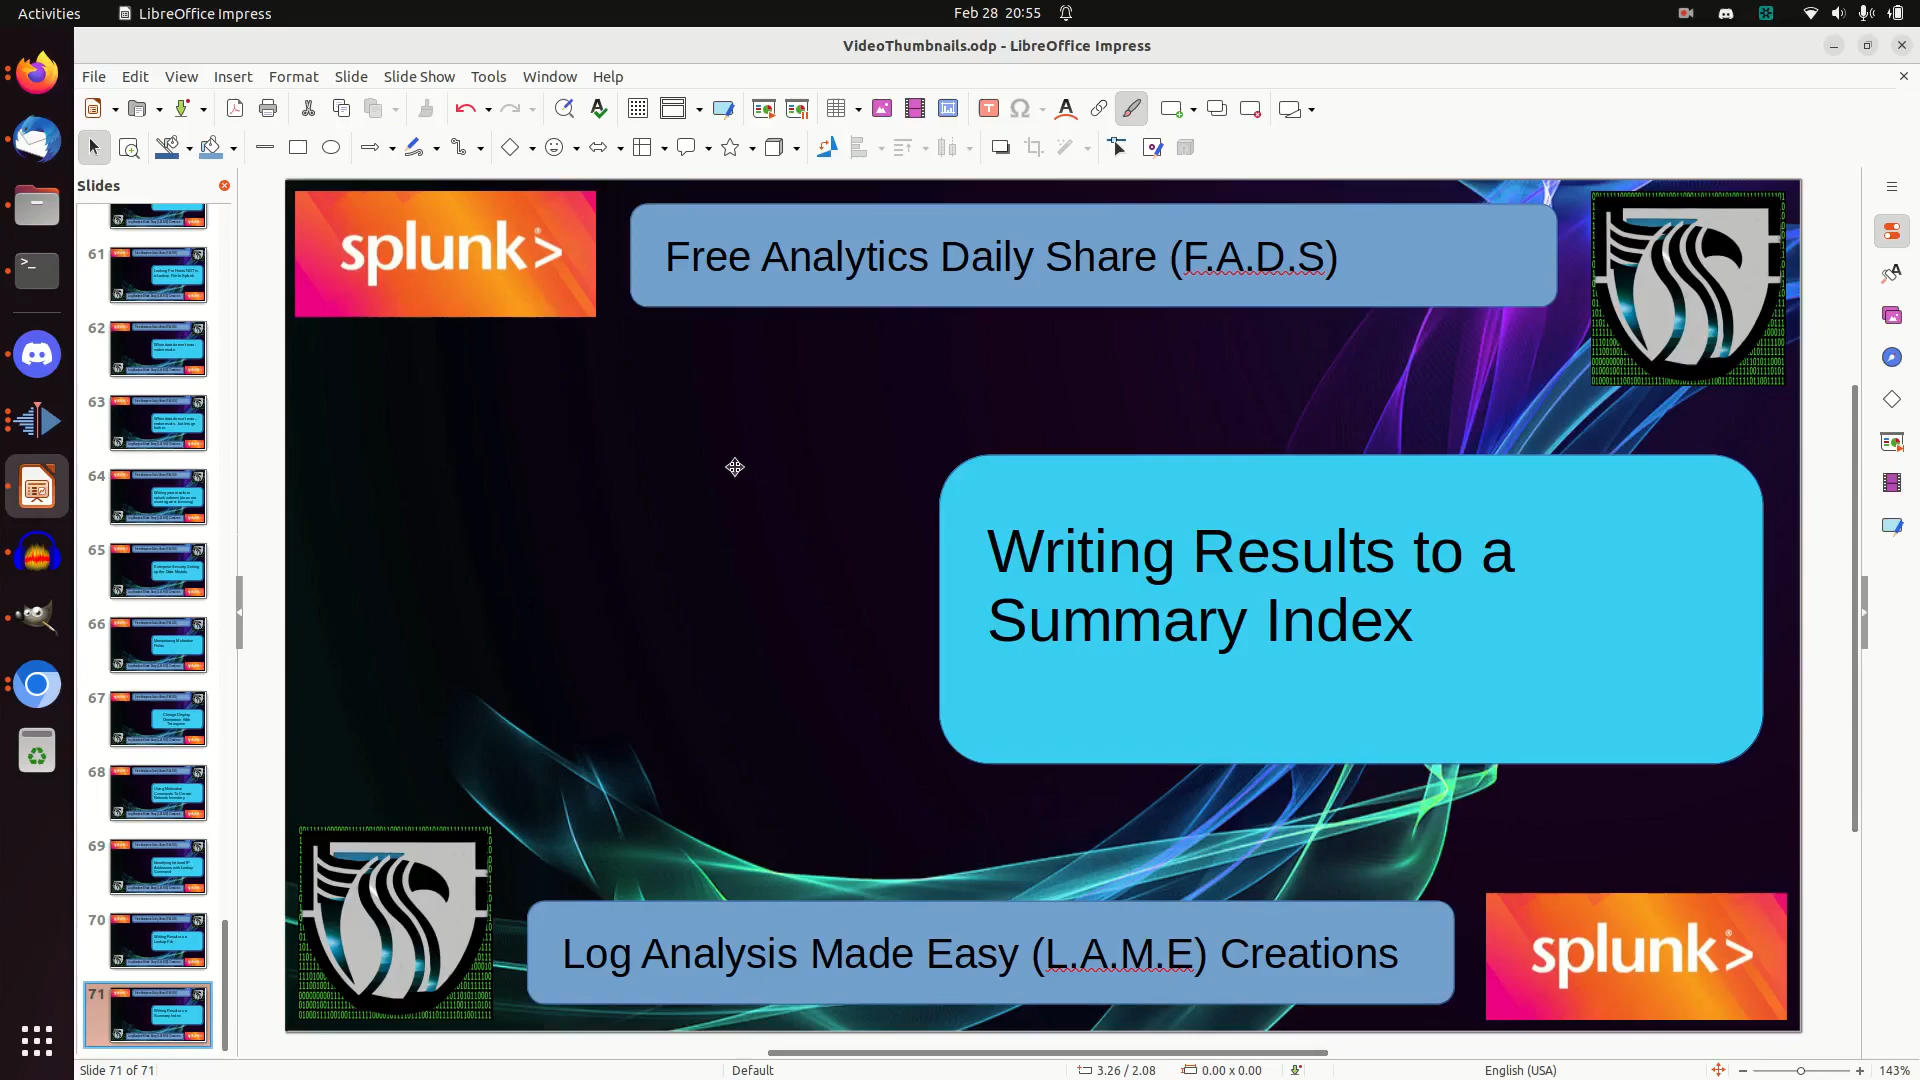 Activities
LibreOffice Impress
Feb 28 20:55
VideoThumbnails.odp - LibreOffice Impress
File Edit View Insert Format Slide Slide Show Tools Window Help
Slides
61
62
63
64
65
66
67
68
69
70
71
splunk>
Free Analytics Daily Share (F.A.D.S)
Writing Results to a
Summary Index
Log Analysis Made Easy (L.A.M.E) Creations
splunk>
Slide 71 of 71
Default
3.26 / 2.08
0.00 x 0.00
English (USA)
143%